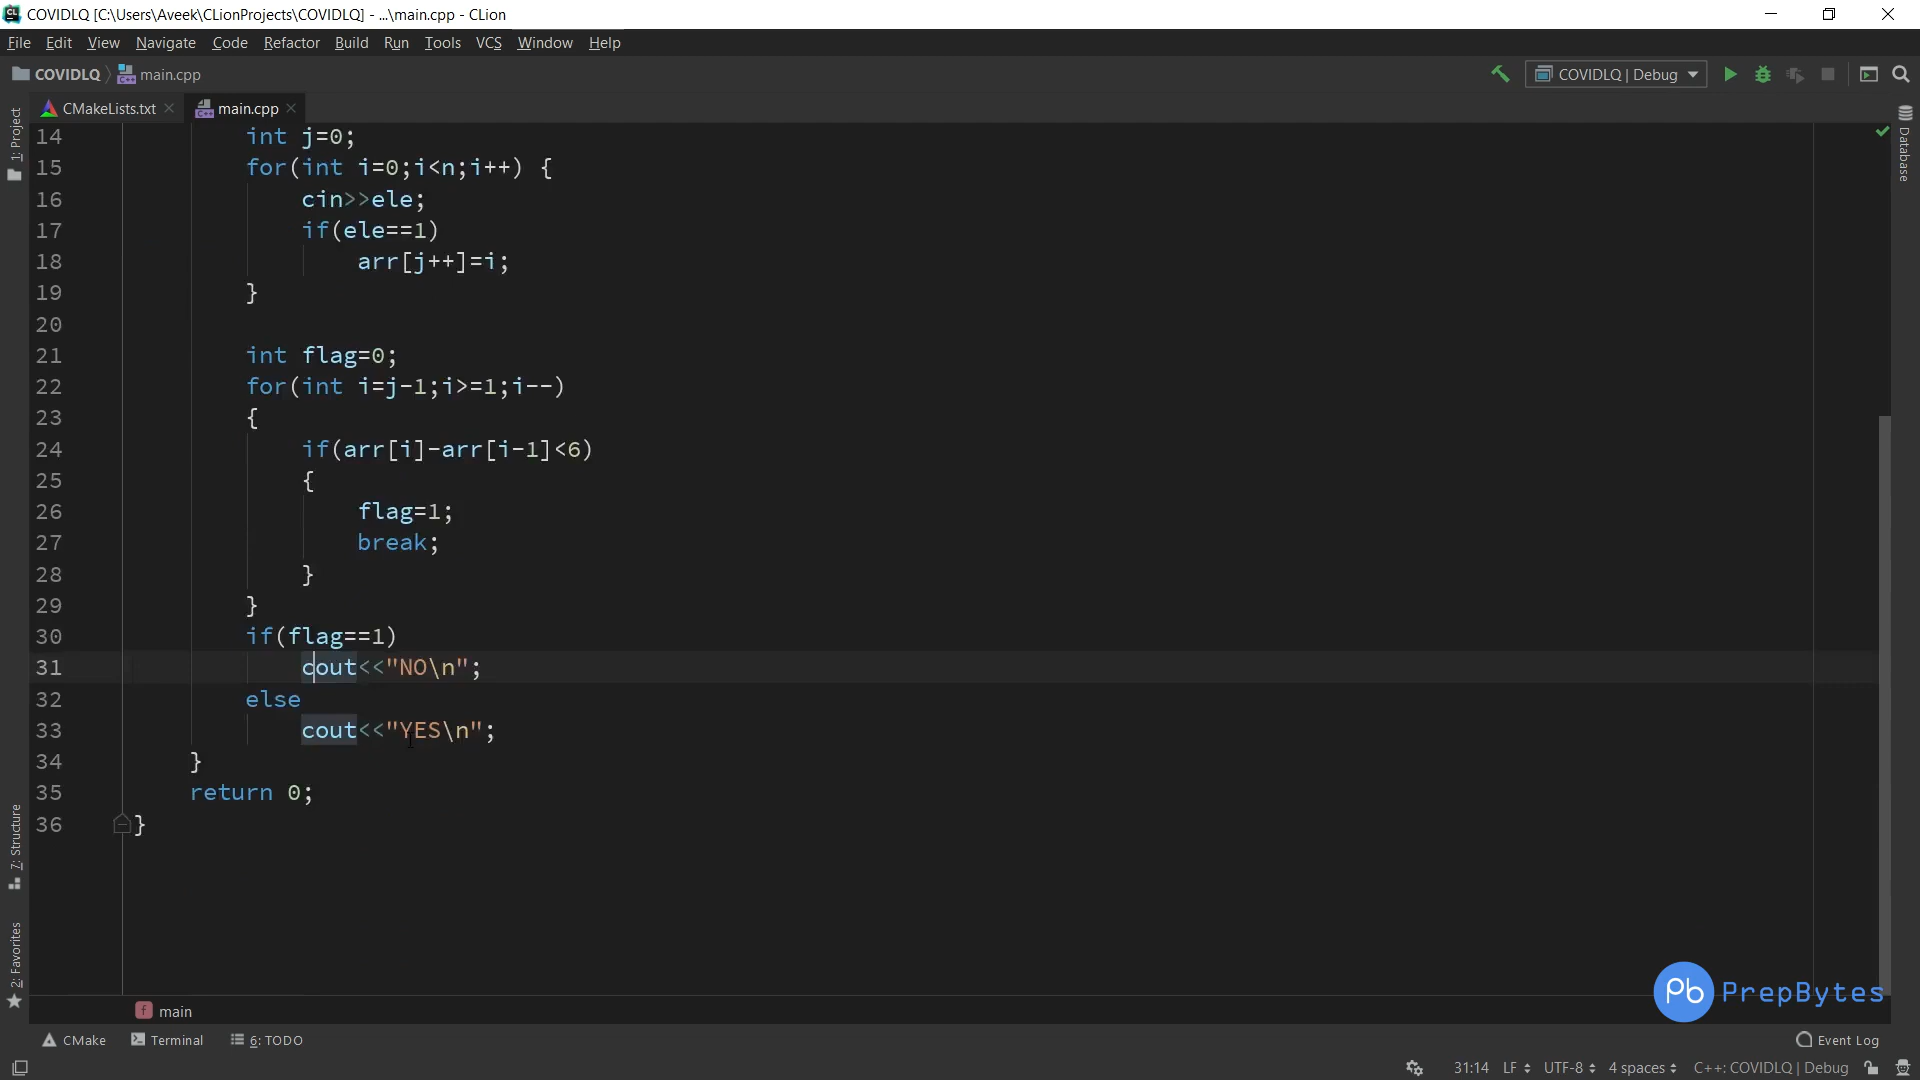 COVIDLQ [C:\Users\Aveek\CLionProjects\COVIDLQ] - ...\main.cpp - CLion
File Edit View Navigate Code Refactor Build Run Tools VCS Window Help
COVIDLQ main.cpp COVIDLQ | Debug
CMakeLists.txt main.cpp
1: Project
Database
14 int j=0;
15 for(int i=0;i<n;i++) {
16 cin>>ele;
17 if(ele==1)
18 arr[j++]=i;
19 }
20
21 int flag=0;
22 for(int i=j-1;i>=1;i--)
23 {
24 if(arr[i]-arr[i-1]<6)
25 {
26 flag=1;
27 break;
28 }
29 }
30 if(flag==1)
31 cout<<"NO\n";
32 else
33 cout<<"YES\n";
34 }
35 return 0;
36 }
7: Structure
2: Favorites
Pb PrepBytes
f main
CMake Terminal 6: TODO Event Log
31:14 LF UTF-8 4 spaces C++: COVIDLQ | Debug